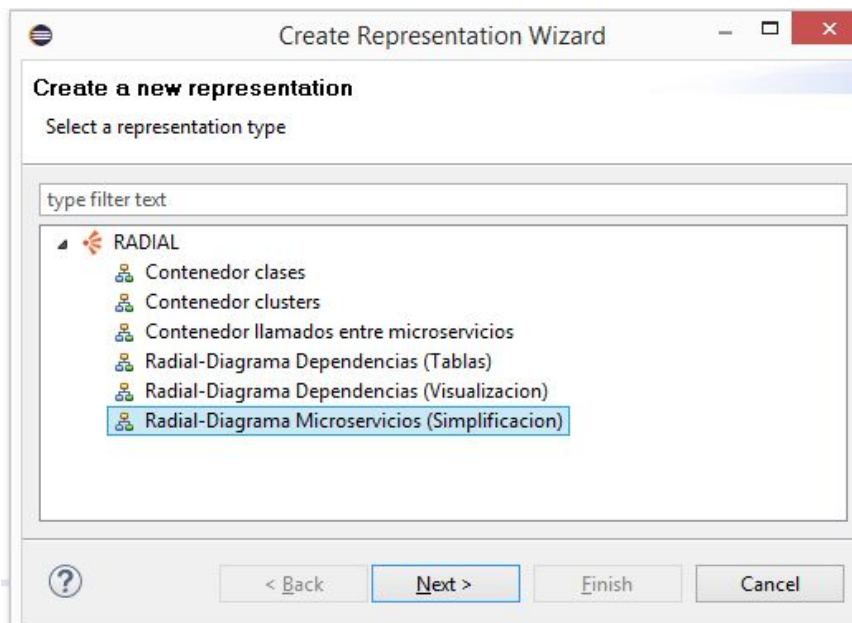 Create Representation Wizard
Create a new representation
Select a representation type
type filter text
RADIAL
Contenedor clases
Contenedor clusters
Contenedor llamados entre microservicios
Radial-Diagrama Dependencias (Tablas)
Radial-Diagrama Dependencias (Visualizacion)
Radial-Diagrama Microservicios (Simplificacion)
? < Back Next > Finish Cancel